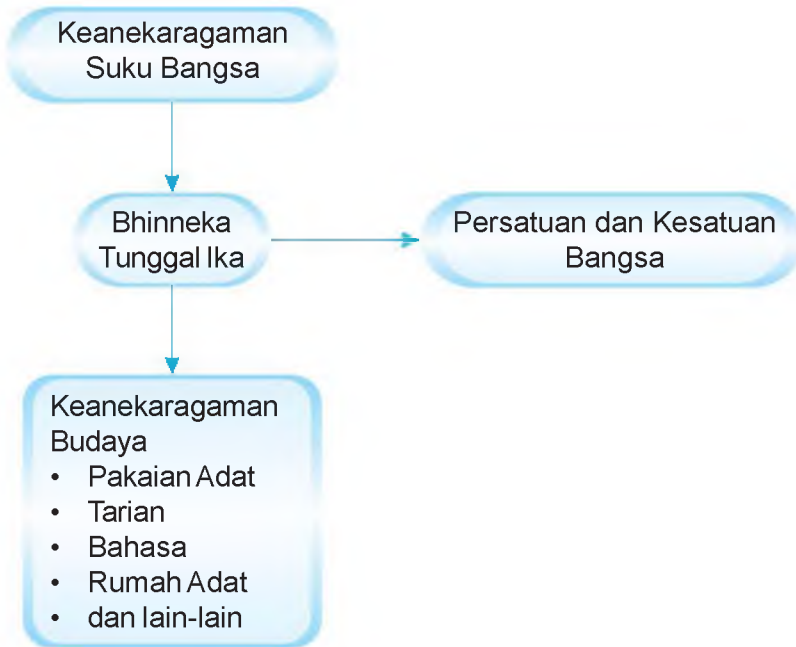 Keanekaragaman
Suku Bangsa
Bhinneka
Tunggal Ika
Persatuan dan Kesatuan
Bangsa
Keanekaragaman
Budaya
• Pakaian Adat
• Tarian
• Bahasa
• Rumah Adat
• dan lain-lain